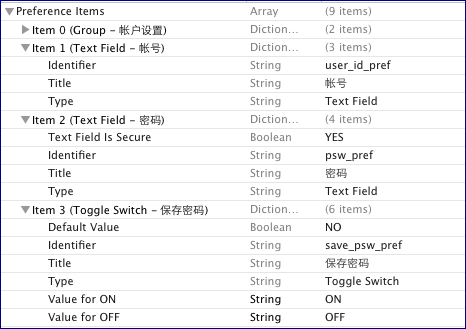 Preference Items Array (9 items)
Item 0 (Group – 帐户设置) Diction... (2 items)
Item 1 (Text Field – 帐号) Diction... (3 items)
Identifier String user_id_pref
Title String 帐号
Type String Text Field
Item 2 (Text Field – 密码) Diction... (4 items)
Text Field Is Secure Boolean YES
Identifier String psw_pref
Title String 密码
Type String Text Field
Item 3 (Toggle Switch – 保存密码) Diction... (6 items)
Default Value Boolean NO
Identifier String save_psw_pref
Title String 保存密码
Type String Toggle Switch
Value for ON String ON
Value for OFF String OFF